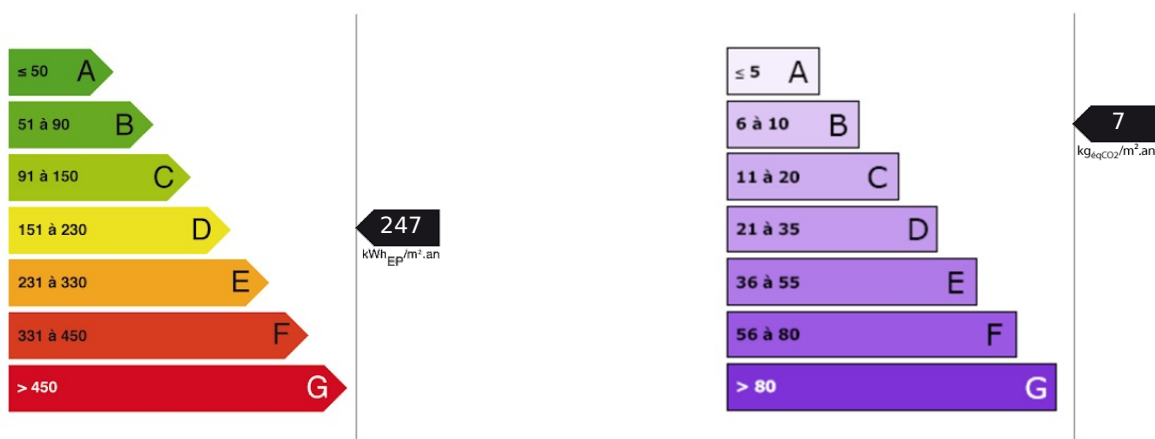 ≤ 50 A
51 à 90 B
91 à 150 C
151 à 230 D
231 à 330 E
331 à 450 F
> 450 G
247
kWhEP/m².an
≤ 5 A
6 à 10 B
11 à 20 C
21 à 35 D
36 à 55 E
56 à 80 F
> 80 G
7
kgéqCO2/m².an